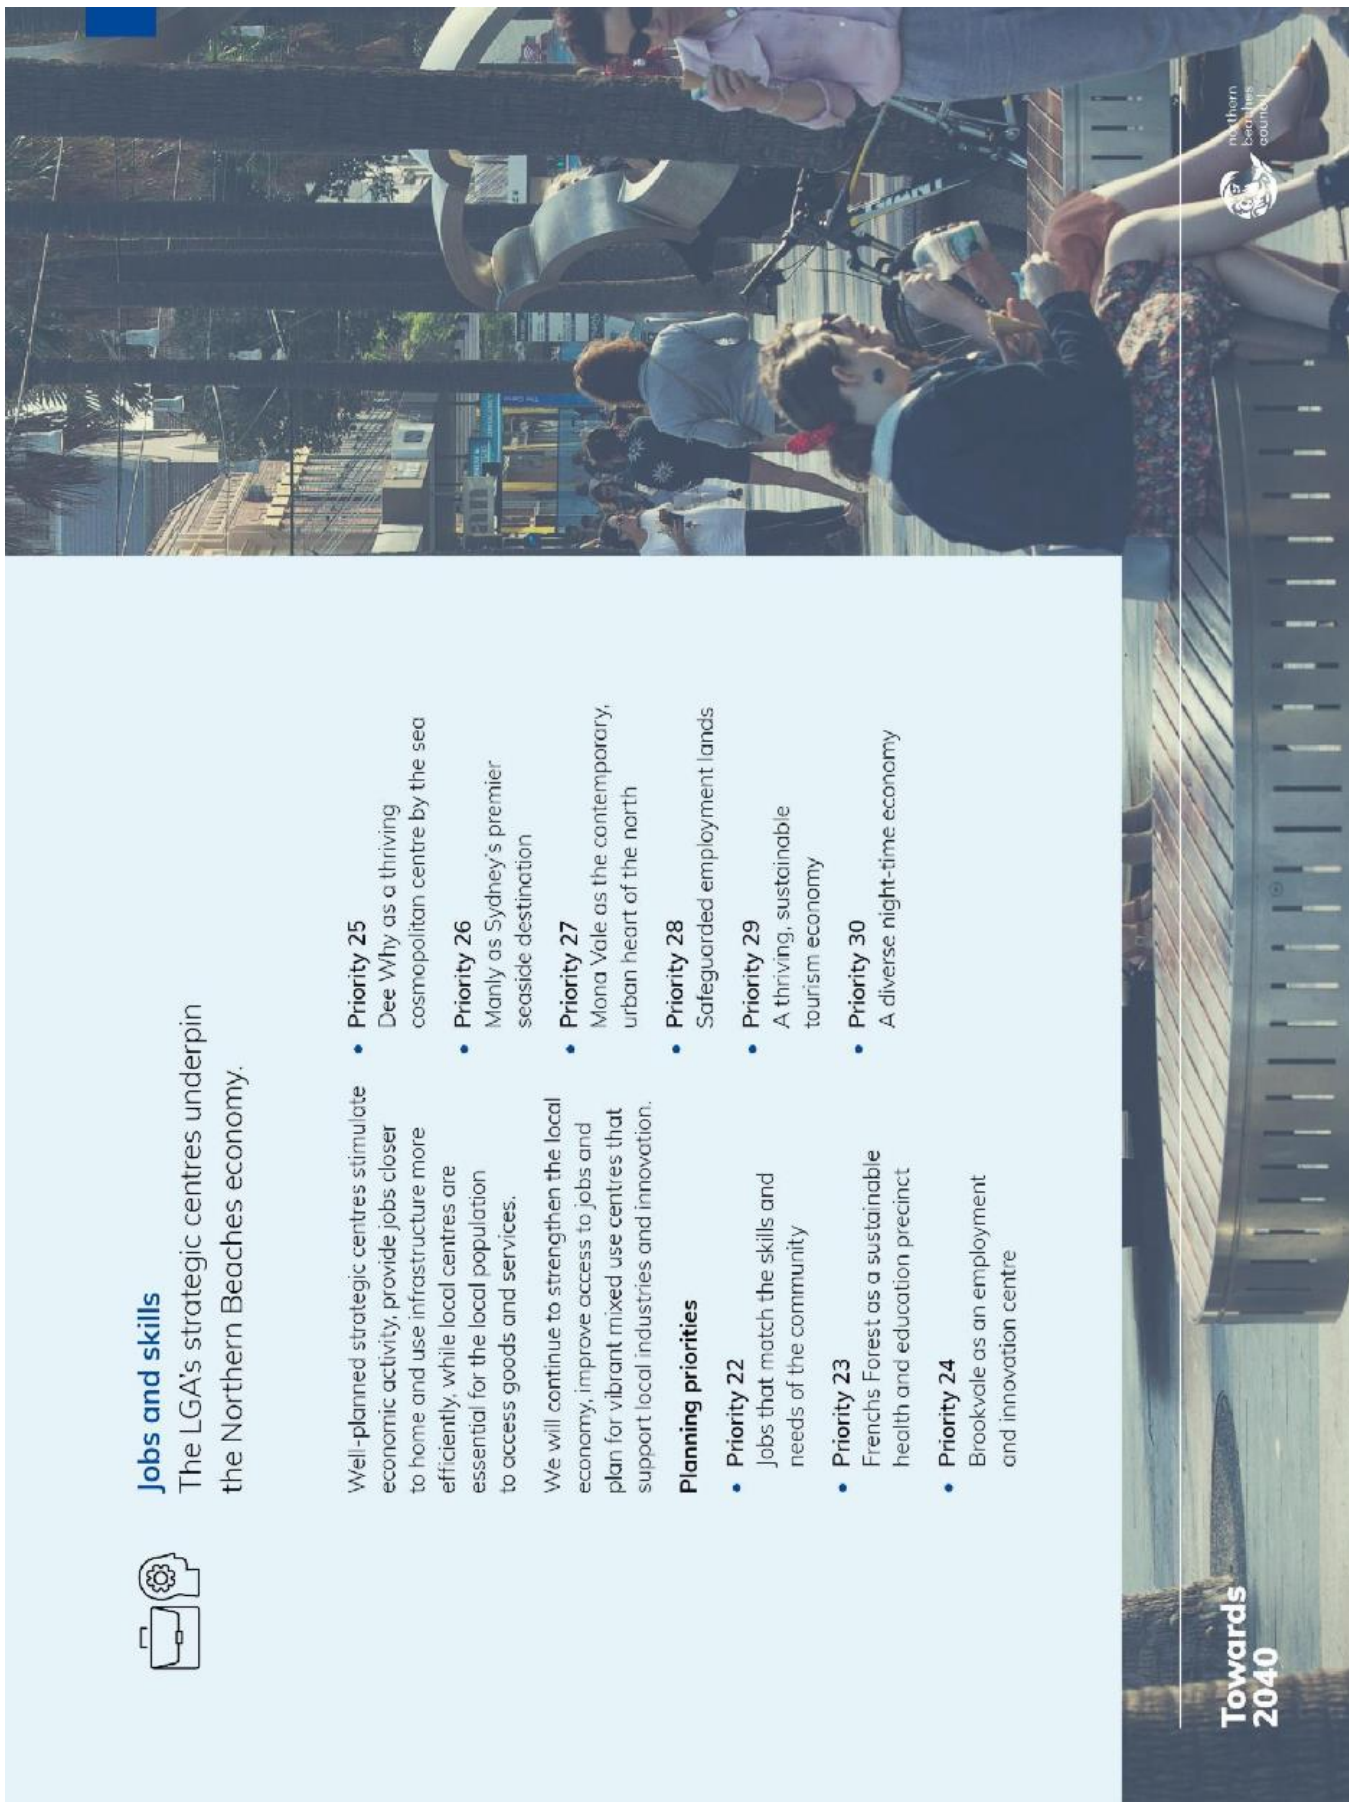 Jobs and skills
The LGA's strategic centres underpin
the Northern Beaches economy.
Well-planned strategic centres stimulate
economic activity, provide jobs closer
to home and use infrastructure more
efficiently, while local centres are
essential for the local population
to access goods and services.
We will continue to strengthen the local
economy, improve access to jobs and
plan for vibrant mixed use centres that
support local industries and innovation.
Planning priorities
• Priority 22
Jobs that match the skills and
needs of the community
• Priority 23
Frenchs Forest as a sustainable
health and education precinct
• Priority 24
Brookvale as an employment
and innovation centre
• Priority 25
Dee Why as a thriving
cosmopolitan centre by the sea
• Priority 26
Manly as Sydney's premier
seaside destination
• Priority 27
Mona Vale as the contemporary,
urban heart of the north
• Priority 28
Safeguarded employment lands
• Priority 29
A thriving, sustainable
tourism economy
• Priority 30
A diverse night-time economy
Towards
2040
northern
beaches
council